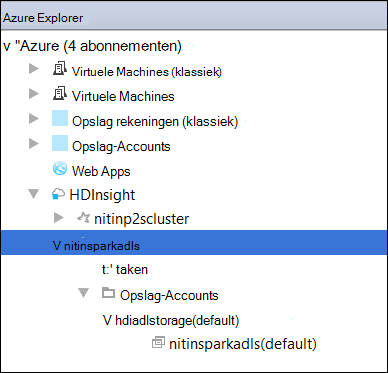 Azure Explorer
v "Azure (4 abonnementen)
Virtuele Machines (klassiek)
Virtuele Machines
Opslag rekeningen (klassiek)
Opslag-Accounts
Web Apps
HDInsight
nitinp2scluster
V nitinsparkadls
t:' taken
Opslag-Accounts
V hdiadlstorage(default)
nitinsparkadls(default)